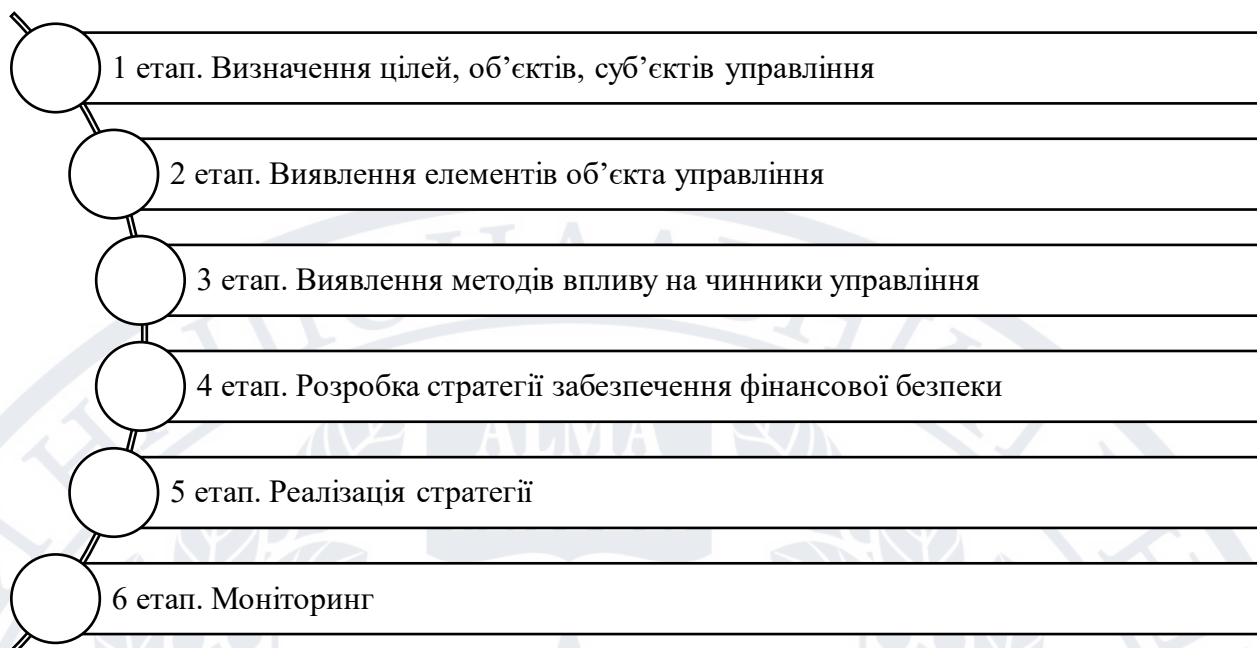 1 етап. Визначення цілей, об’єктів, суб’єктів управління
2 етап. Виявлення елементів об’єкта управління
3 етап. Виявлення методів впливу на чинники управління
4 етап. Розробка стратегії забезпечення фінансової безпеки
ALMA
5 етап. Реалізація стратегії
6 етап. Моніторинг